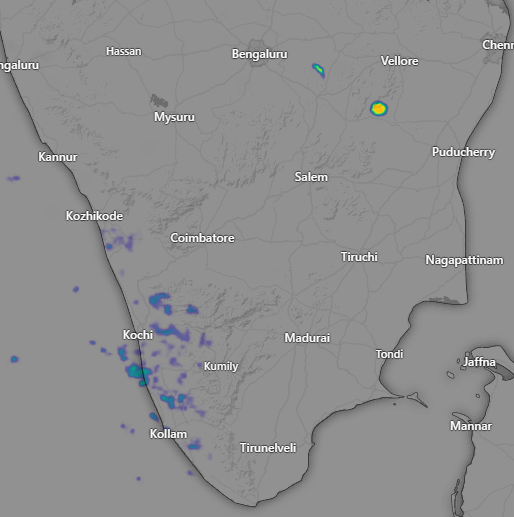 Hassan
Bengaluru
Chenn
ngaluru
Vellore
Mysuru
Kannur
Puducherry
Salem
Kozhikode
Coimbatore
Tiruchi
Nagapattinam
Kochi
Madurai
Tondi
Kumily
Jaffna
Mannar
Kollam
Tirunelveli